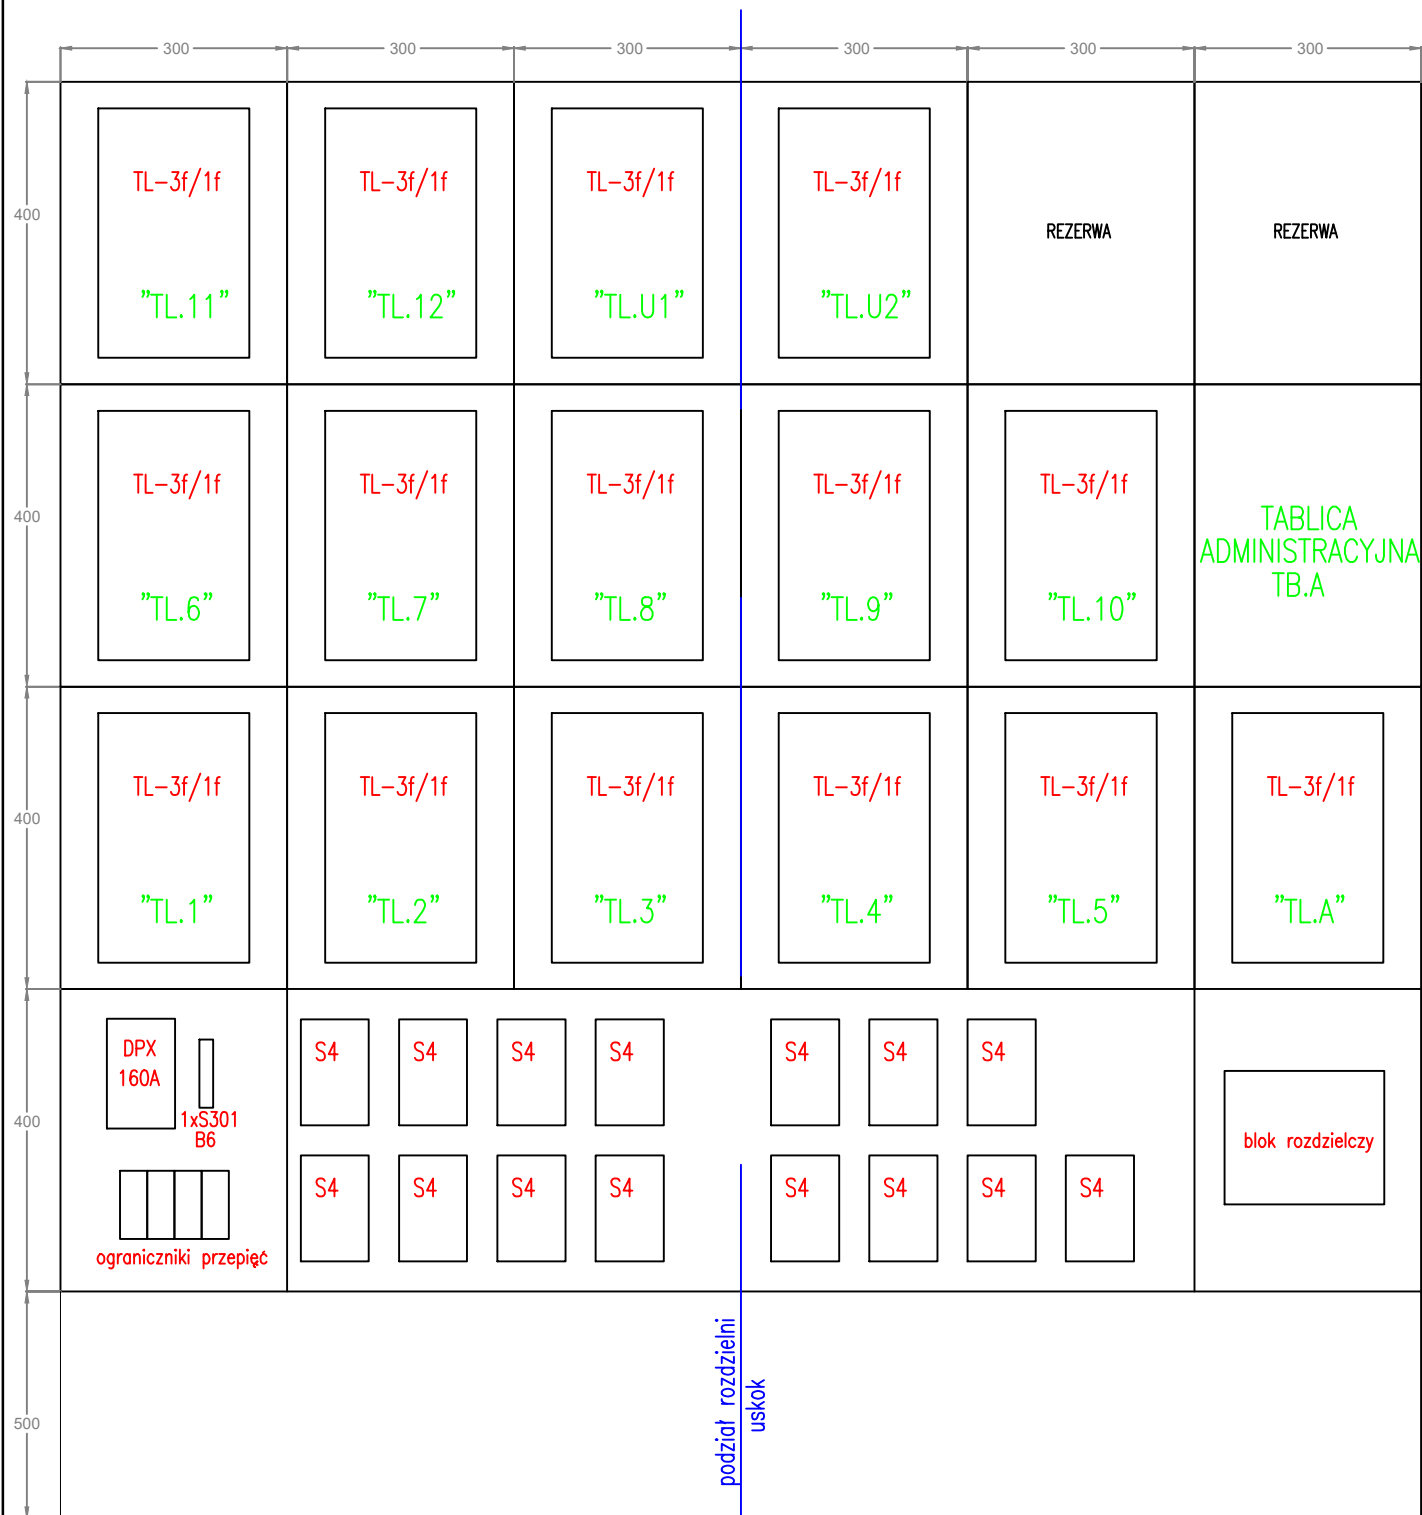 300 300 300 300 300 300
400
TL-3f/1f TL-3f/1f TL-3f/1f TL-3f/1f
REZERWA REZERWA
"TL.11" "TL.12" "TL.U1" "TL.U2"
400
TL-3f/1f TL-3f/1f TL-3f/1f TL-3f/1f TL-3f/1f
TABLICA
ADMINISTRACYJNA
TB.A
"TL.6" "TL.7" "TL.8" "TL.9" "TL.10"
400
TL-3f/1f TL-3f/1f TL-3f/1f TL-3f/1f TL-3f/1f TL-3f/1f
"TL.1" "TL.2" "TL.3" "TL.4" "TL.5" "TL.A"
400
DPX
160A
1xS301
B6
ograniczniki przepięć
S4 S4 S4 S4 S4 S4 S4
S4 S4 S4 S4 S4 S4 S4 S4
blok rozdzielczy
500
podział rozdzielni
uskok